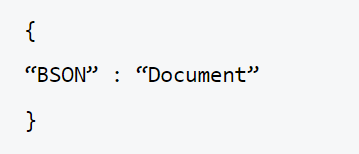 {
“BSON” : “Document”
}